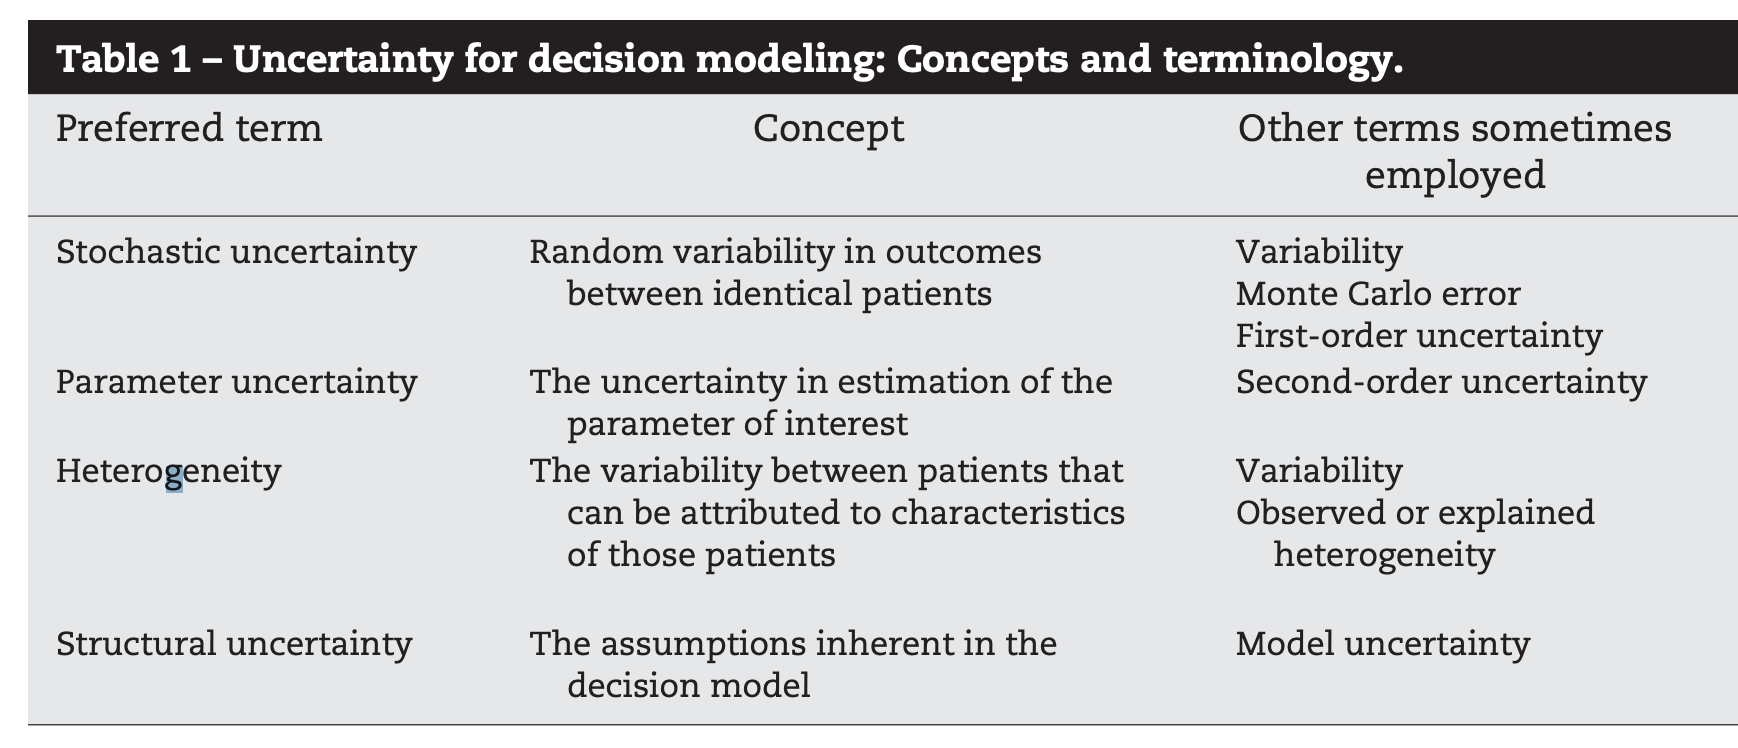 Table 1 – Uncertainty for decision modeling: Concepts and terminology.
Preferred term
Concept
Other terms sometimes
employed
Stochastic uncertainty
Random variability in outcomes
between identical patients
Variability
Monte Carlo error
First-order uncertainty
Parameter uncertainty
The uncertainty in estimation of the
parameter of interest
Second-order uncertainty
Heterogeneity
The variability between patients that
can be attributed to characteristics
of those patients
Variability
Observed or explained
heterogeneity
Structural uncertainty
The assumptions inherent in the
decision model
Model uncertainty